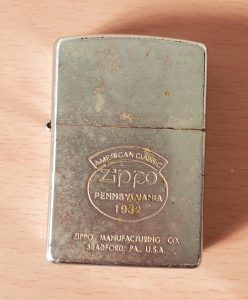 AMERICAN CLASSIC
Zippo
PENNSYLVANIA
1932
ZIPPO MANUFACTURING CO.
BRADFORD, PA., U.S.A.